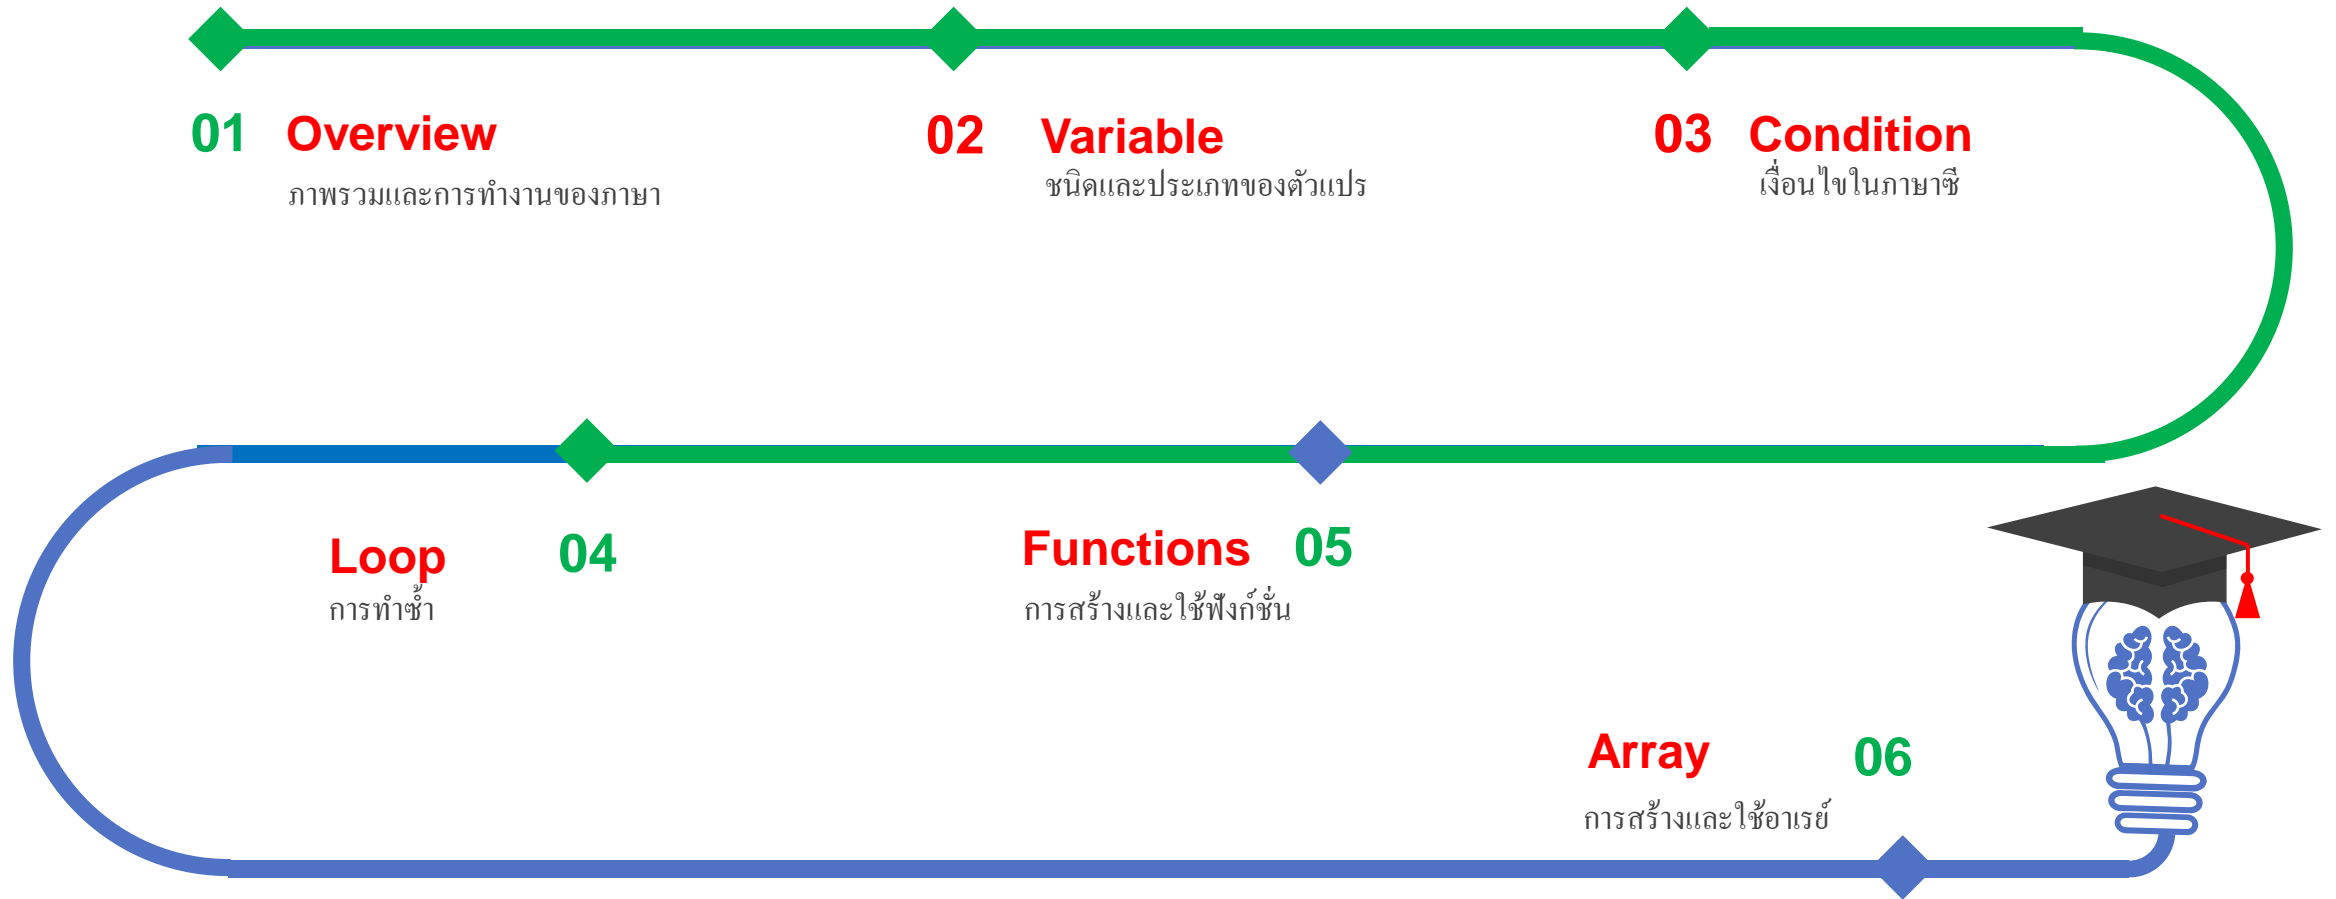 01 Overview
ภาพรวมและการทำงานของภาษา
02 Variable
ชนิดและประเภทของตัวแปร
03 Condition
เงื่อนไขในภาษาซี
Loop 04
การทำซ้ำ
Functions 05
การสร้างและใช้ฟังก์ชั่น
Array 06
การสร้างและใช้อาเรย์